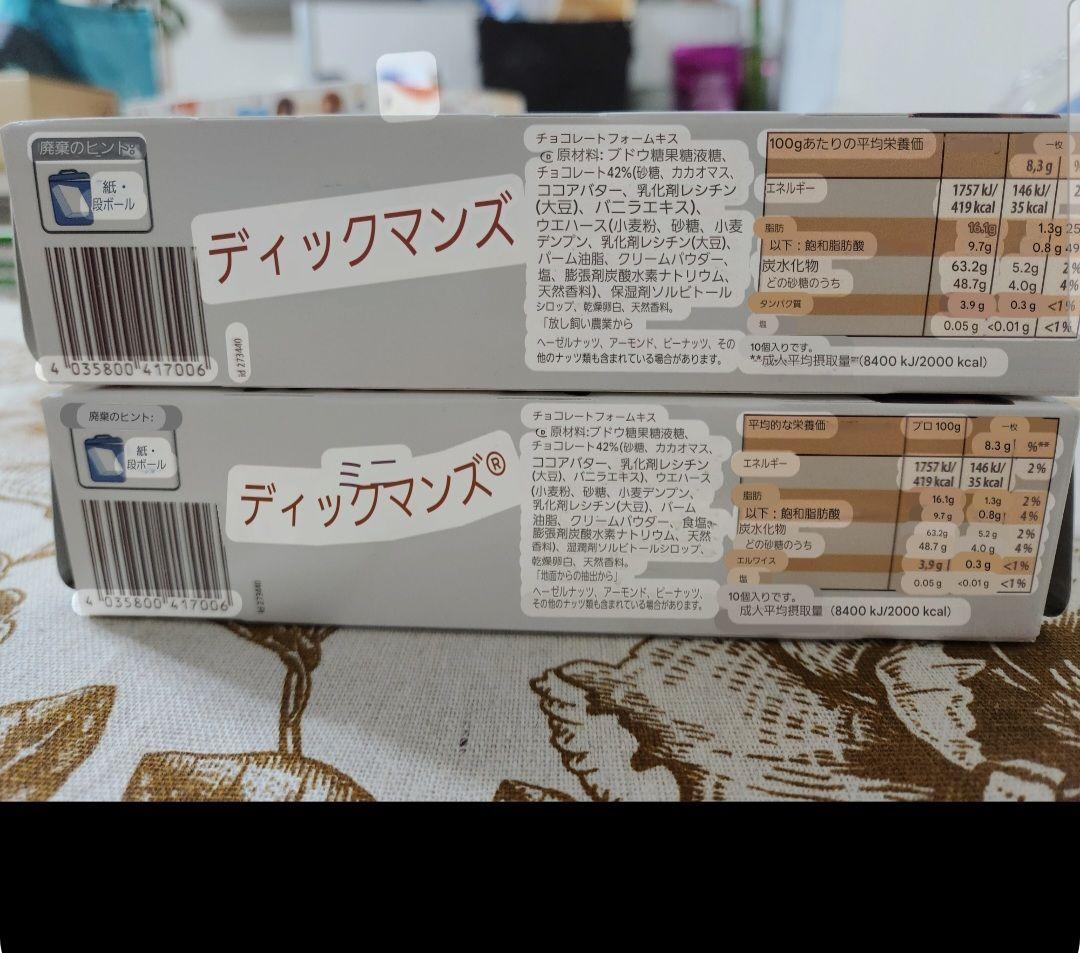 廃棄のヒント:
紙・
段ボール
ディックマンズ
4 035800 417006
id 273440
チョコレートフォームキス
D 原材料: ブドウ糖果糖液糖、
チョコレート42%(砂糖、カカオマス、
ココアバター、乳化剤レシチン
(大豆)、バニラエキス)、
ウエハース(小麦粉、砂糖、小麦
デンプン、乳化剤レシチン(大豆)、
パーム油脂、クリームパウダー、
塩、膨張剤炭酸水素ナトリウム、
天然香料)、保湿剤ソルビトール
シロップ、乾燥卵白、天然香料。
「放し飼い農業から
ヘーゼルナッツ、アーモンド、ピーナッツ、その
他のナッツ類も含まれている場合があります。
100gあたりの平均栄養価 一枚
8,3 g %
エネルギー 1757 kJ/ 146 kJ/ 2
419 kcal 35 kcal
脂肪 16.1g 1.3g 25
以下：飽和脂肪酸 9.7g 0.8 g 49
炭水化物 63.2g 5.2g 2%
どの砂糖のうち 48.7g 4.0g 4%
タンパク質 3.9 g 0.3 g <1%
塩 0.05 g <0.01 g <1%
10個入りです。
**成人平均摂取量 (8400 kJ/2000 kcal)
廃棄のヒント:
紙・
段ボール
ミニ
ディックマンズ®
4 035800 417006
id 273440
チョコレートフォームキス
D 原材料:ブドウ糖果糖液糖、
チョコレート42%(砂糖、カカオマス、
ココアバター、乳化剤レシチン
(大豆)、バニラエキス)、ウエハース
(小麦粉、砂糖、小麦デンプン、
乳化剤レシチン(大豆)、パーム
油脂、クリームパウダー、食塩、
膨張剤炭酸水素ナトリウム、天然
香料)、湿潤剤ソルビトールシロップ、
乾燥卵白、天然香料。
「地面からの抽出から」
ヘーゼルナッツ、アーモンド、ピーナッツ、
その他のナッツ類も含まれている場合があります。
平均的な栄養価 プロ 100g 一枚
8.3 g %**
エネルギー 1757 kJ/ 146 kJ/ 2%
419 kcal 35 kcal
脂肪 16.1g 1.3g 2%
以下：飽和脂肪酸 9.7 g 0.8g 4%
炭水化物 63.2g 5.2 g 2%
どの砂糖のうち 48.7 g 4.0 g 4%
エルワイス 3,9 g 0.3 g <1%
塩 0.05 g <0.01 g <1%
10個入りです。
成人平均摂取量（8400 kJ/2000 kcal）